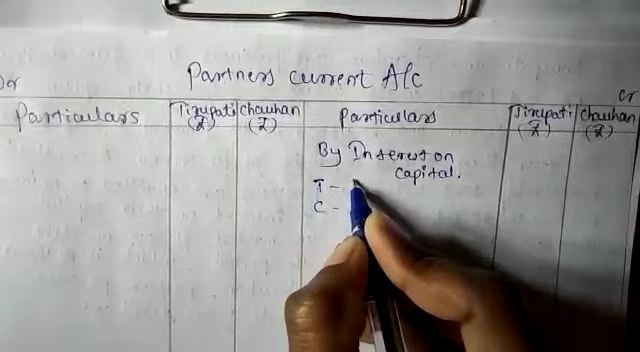 Partners current A/c
Dr
Cr
Particulars Tirupati (₹) Chauhan (₹) Particulars Tirupati (₹) Chauhan (₹)
By Interest on
Capital.
T -
C -